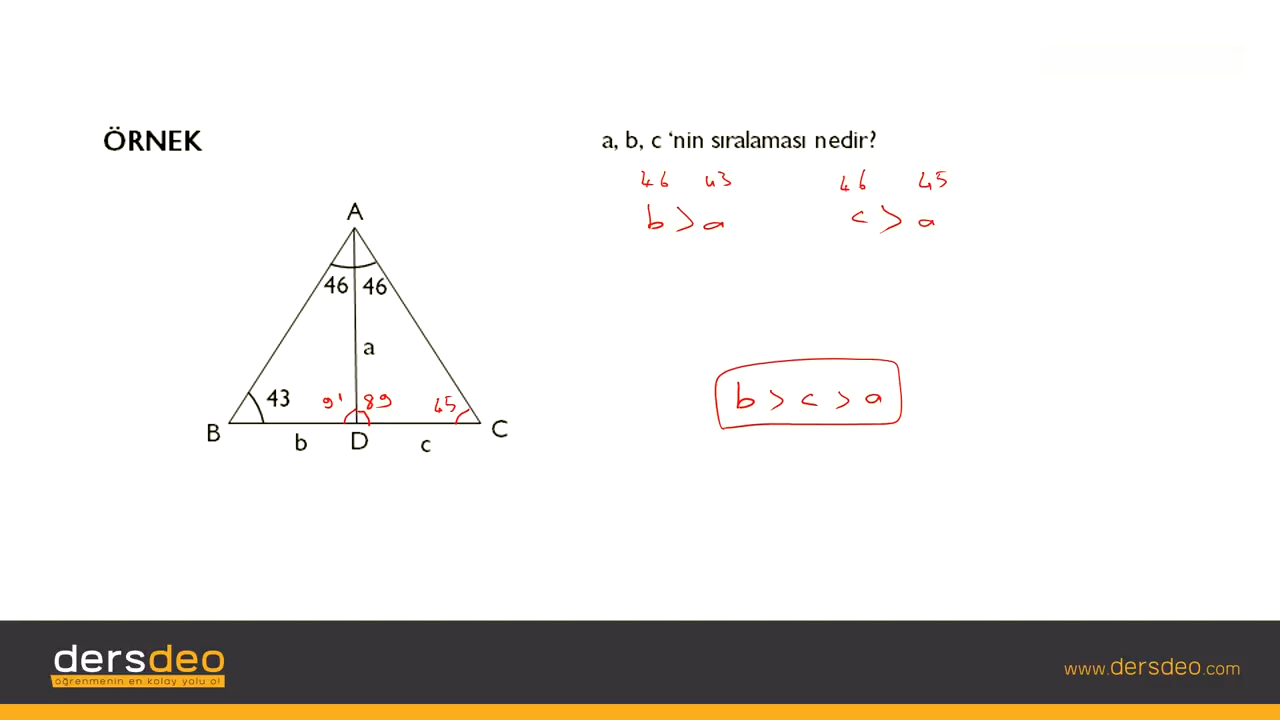 ÖRNEK
a, b, c ‘nin sıralaması nedir?
46 43
46 45
b > a
c > a
A
46 46
a
43
91 89
45
B
b
D
c
C
b > c > a
dersdeo
öğrenmenin en kolay yolu o!
www.dersdeo.com